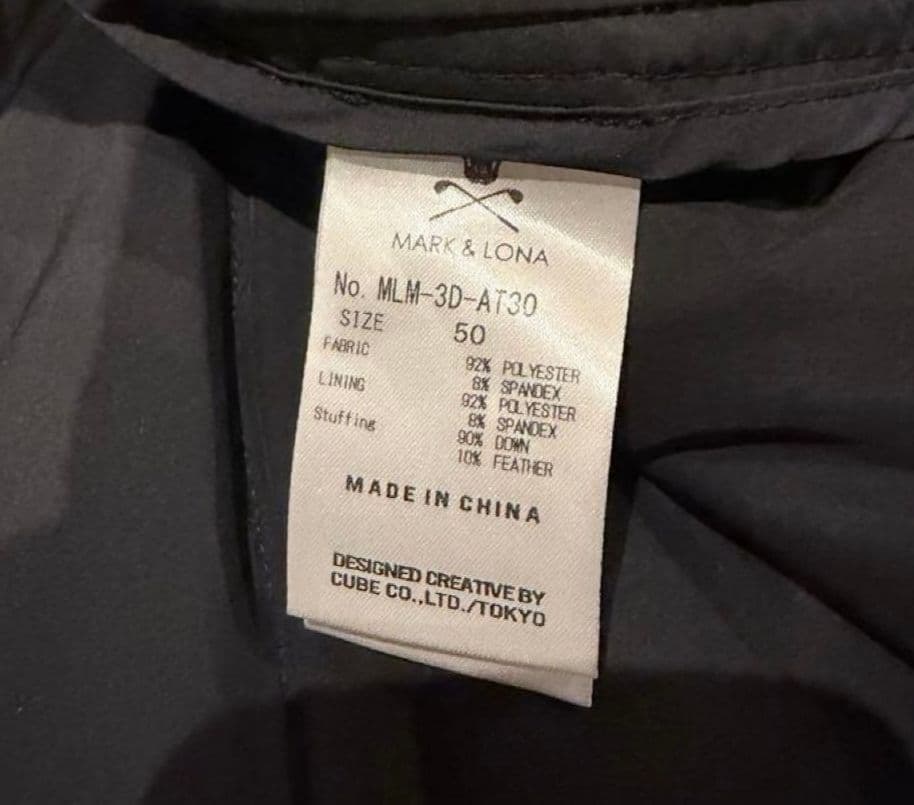 MARK & LONA
No. MLM-3D-AT30
SIZE 50
FABRIC 92% POLYESTER
8% SPANDEX
LINING 92% POLYESTER
8% SPANDEX
Stuffing 90% DOWN
10% FEATHER
MADE IN CHINA
DESIGNED CREATIVE BY
CUBE CO.,LTD./TOKYO